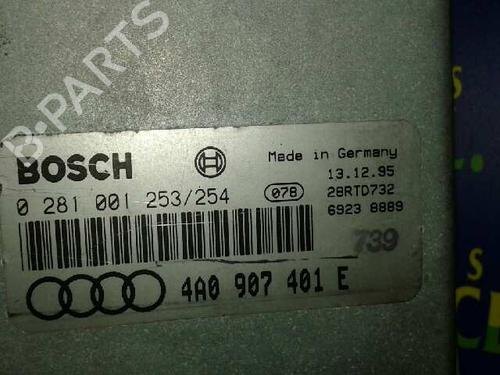 B-PARTS
BOSCH
Made in Germany
0 281 001 253/254
078
13.12.95
28RTD732
6923 8889
739
4A0 907 401 E